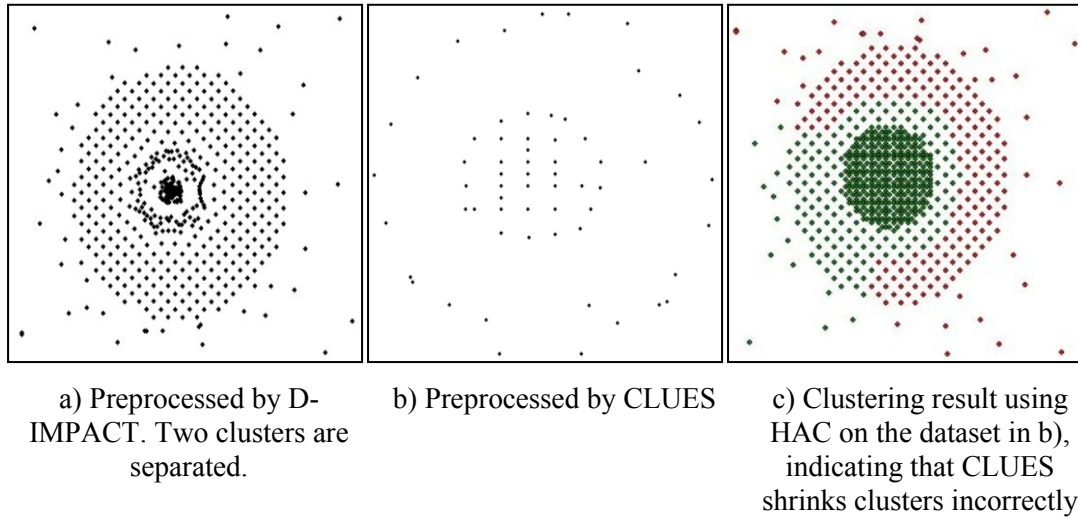 a) Preprocessed by D-
IMPACT. Two clusters are
separated.
b) Preprocessed by CLUES
c) Clustering result using
HAC on the dataset in b),
indicating that CLUES
shrinks clusters incorrectly